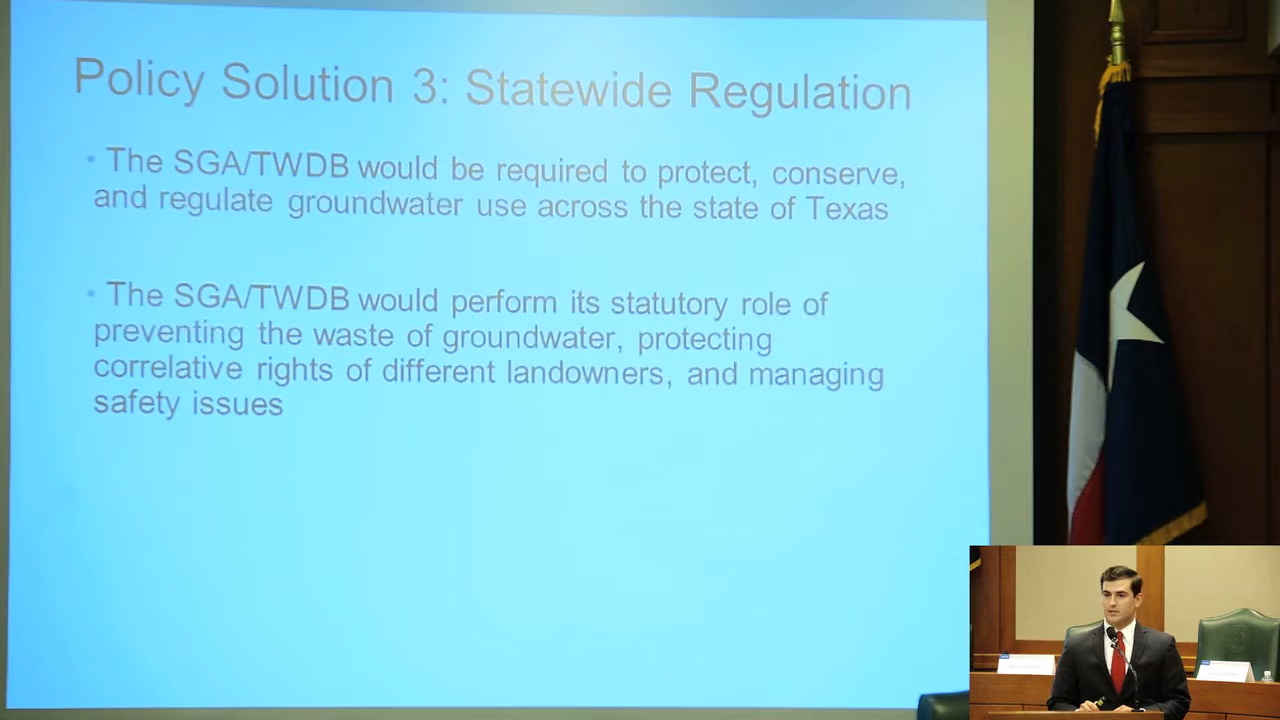 Policy Solution 3: Statewide Regulation
• The SGA/TWDB would be required to protect, conserve,
and regulate groundwater use across the state of Texas
• The SGA/TWDB would perform its statutory role of
preventing the waste of groundwater, protecting
correlative rights of different landowners, and managing
safety issues